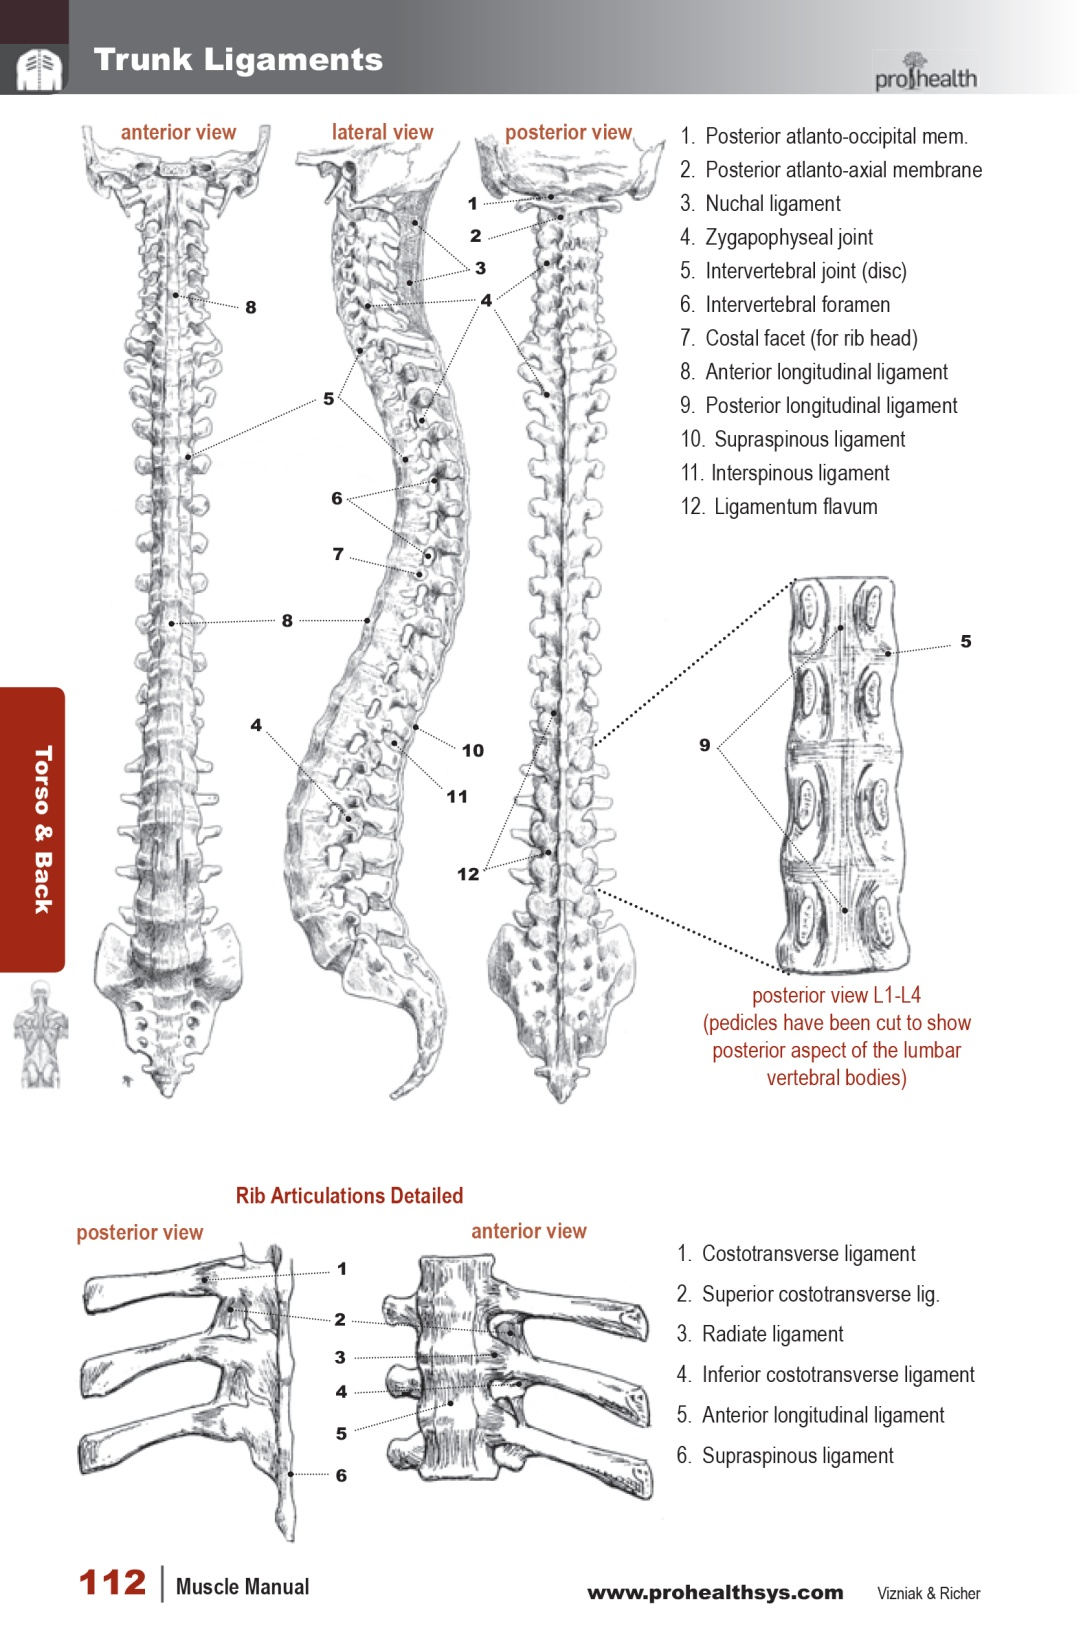 Trunk Ligaments
prohealth
anterior view
lateral view
posterior view
1. Posterior atlanto-occipital mem.
2. Posterior atlanto-axial membrane
3. Nuchal ligament
4. Zygapophyseal joint
5. Intervertebral joint (disc)
6. Intervertebral foramen
7. Costal facet (for rib head)
8. Anterior longitudinal ligament
9. Posterior longitudinal ligament
10. Supraspinous ligament
11. Interspinous ligament
12. Ligamentum flavum
1
2
3
8
4
5
6
7
8
5
4
9
10
11
12
Torso & Back
posterior view L1-L4
(pedicles have been cut to show
posterior aspect of the lumbar
vertebral bodies)
Rib Articulations Detailed
posterior view
anterior view
1
2
3
4
5
6
1. Costotransverse ligament
2. Superior costotransverse lig.
3. Radiate ligament
4. Inferior costotransverse ligament
5. Anterior longitudinal ligament
6. Supraspinous ligament
112 | Muscle Manual
www.prohealthsys.com
Vizniak & Richer